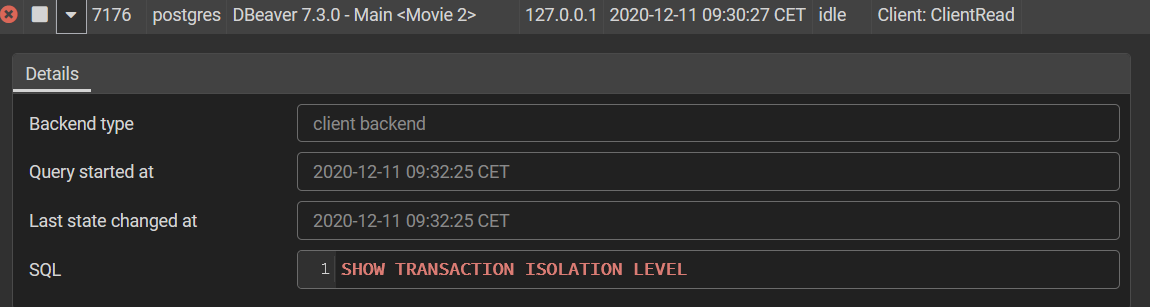 7176 postgres DBeaver 7.3.0 - Main <Movie 2> 127.0.0.1 2020-12-11 09:30:27 CET idle Client: ClientRead
Details
Backend type client backend
Query started at 2020-12-11 09:32:25 CET
Last state changed at 2020-12-11 09:32:25 CET
SQL 1 SHOW TRANSACTION ISOLATION LEVEL